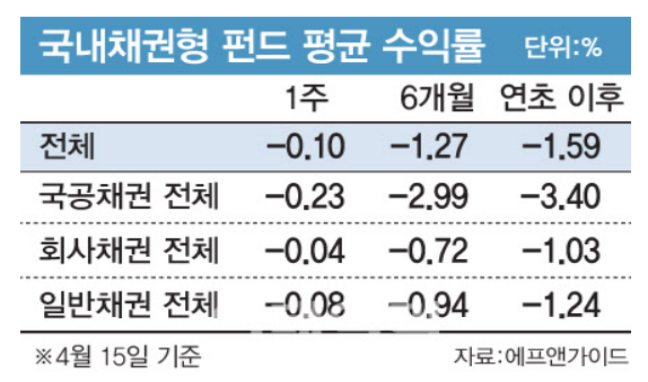 국내채권형 펀드 평균 수익률 단위:%
1주 6개월 연초 이후
전체 -0.10 -1.27 -1.59
국공채권 전체 -0.23 -2.99 -3.40
회사채권 전체 -0.04 -0.72 -1.03
일반채권 전체 -0.08 -0.94 -1.24
※4월 15일 기준 자료:에프앤가이드